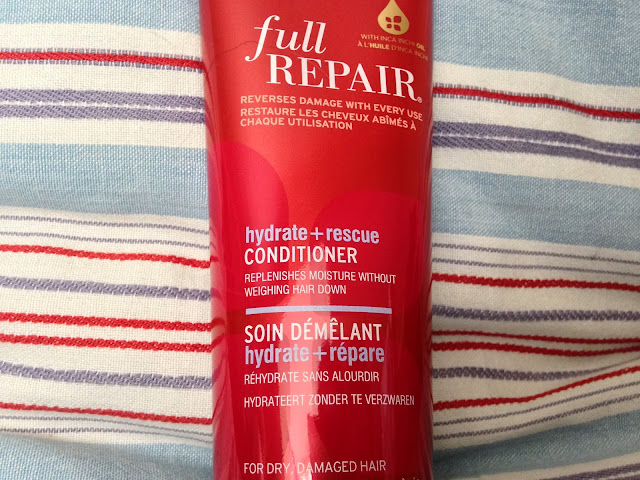 full
REPAIR®
WITH INCA INCHI OIL
À L'HUILE D'INCA INCHI
REVERSES DAMAGE WITH EVERY USE
RESTAURE LES CHEVEUX ABÎMÉS À
CHAQUE UTILISATION
hydrate+rescue
CONDITIONER
REPLENISHES MOISTURE WITHOUT
WEIGHING HAIR DOWN
SOIN DÉMÊLANT
hydrate+répare
RÉHYDRATE SANS ALOURDIR
HYDRATEERT ZONDER TE VERZWAREN
FOR DRY, DAMAGED HAIR